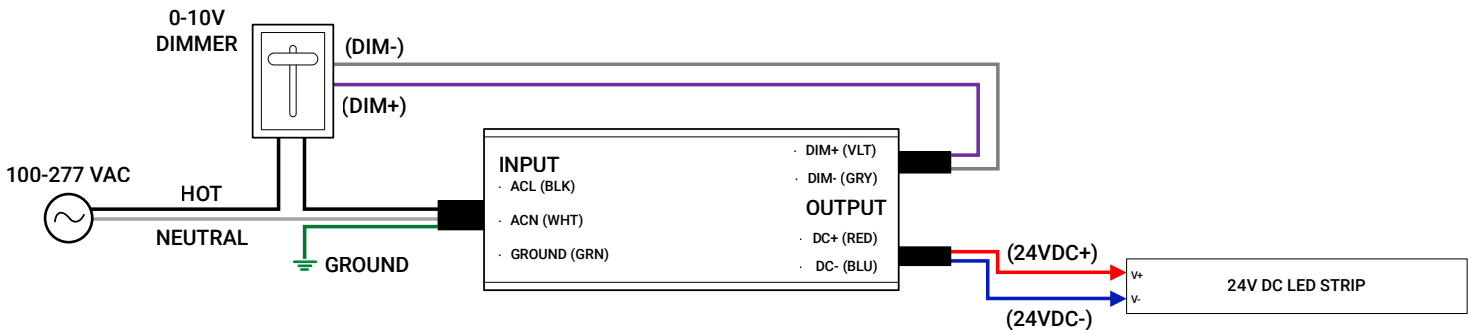 0-10V
DIMMER
(DIM-)
(DIM+)
100-277 VAC
HOT
NEUTRAL
GROUND
INPUT
· ACL (BLK)
· ACN (WHT)
· GROUND (GRN)
· DIM+ (VLT)
· DIM- (GRY)
OUTPUT
· DC+ (RED)
· DC- (BLU)
(24VDC+)
(24VDC-)
V+
V-
24V DC LED STRIP